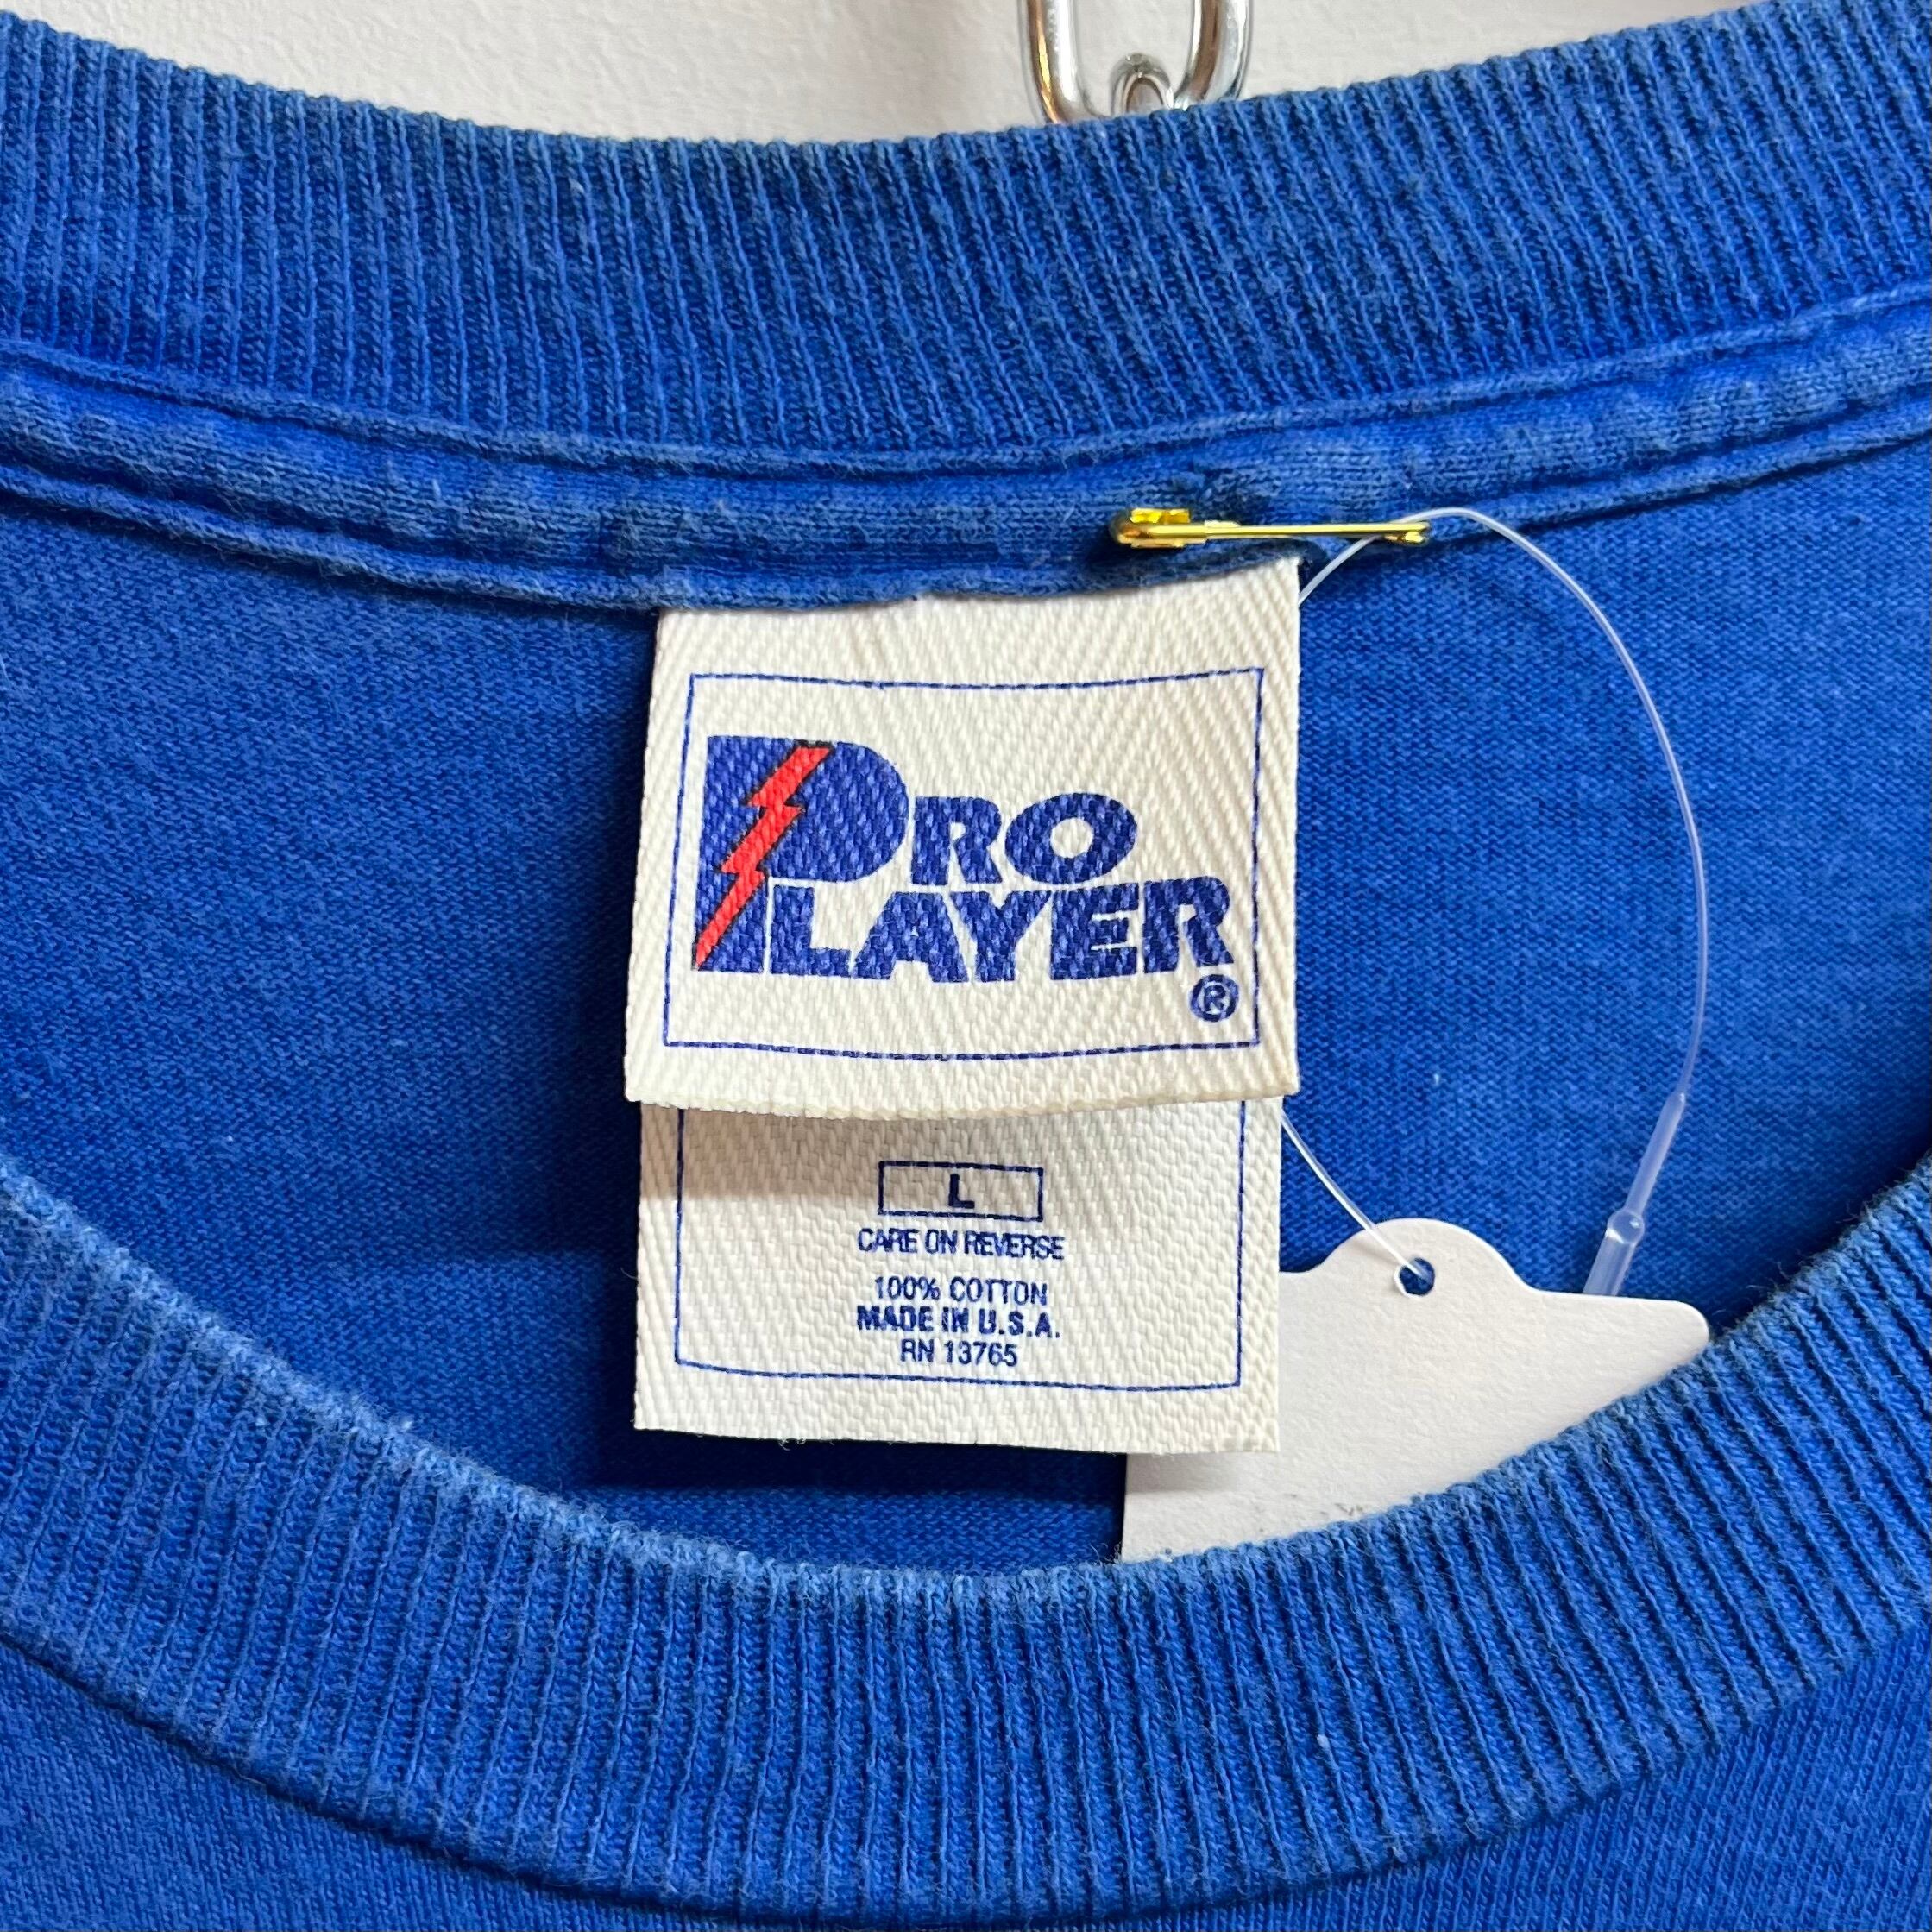 PRO
PLAYER
®
L
CARE ON REVERSE
100% COTTON
MADE IN U.S.A.
RN 13765